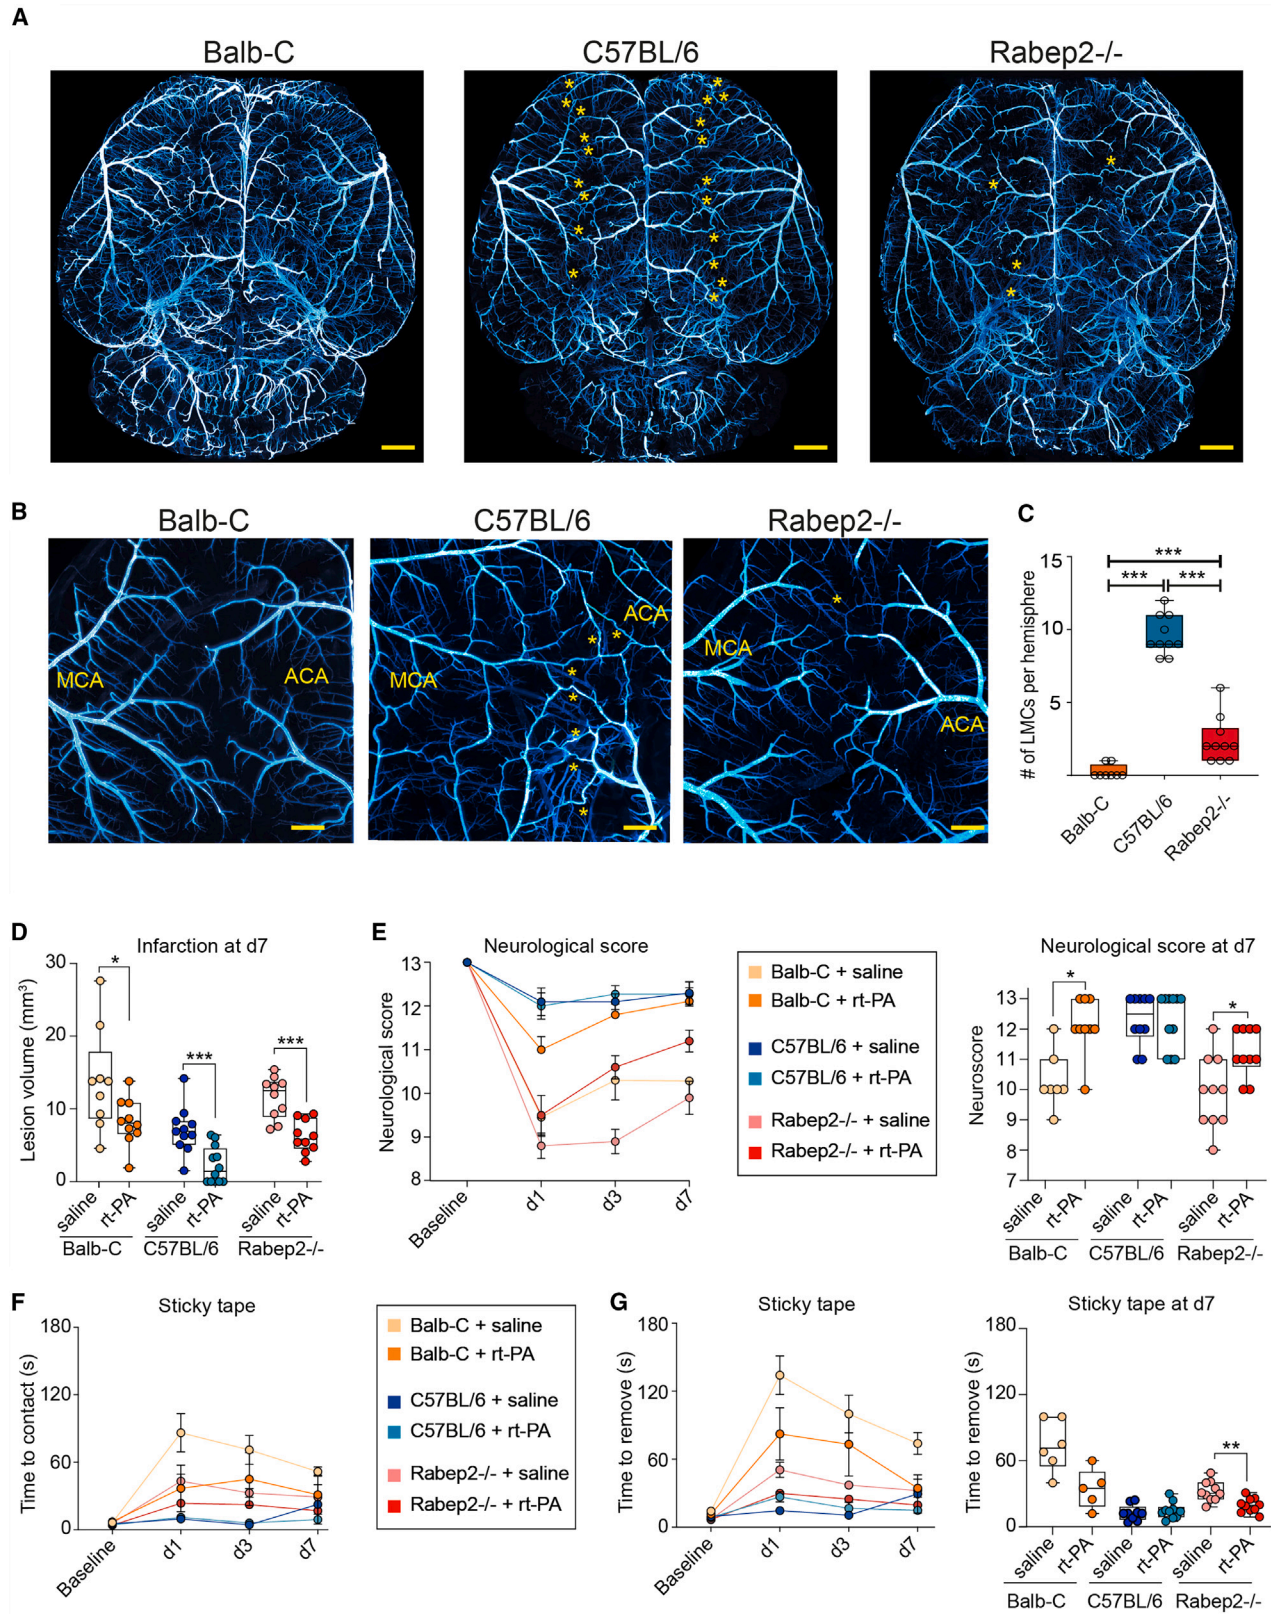 A
Balb-C
C57BL/6
Rabep2-/-
* * * * * * * * *
* * * * * * * * * * *
* * * *
B
Balb-C
C57BL/6
Rabep2-/-
MCA
ACA
MCA
ACA
* * * * * * *
MCA
ACA
*
C
# of LMCs per hemisphere
15
10
5
***
*** ***
Balb-C
C57BL/6
Rabep2-/-
D
Infarction at d7
Lesion volume (mm³)
30
20
10
0
*
***
***
saline rt-PA saline rt-PA saline rt-PA
Balb-C C57BL/6 Rabep2-/-
E
Neurological score
Neurological score
13
12
11
10
9
8
Baseline d1 d3 d7
Balb-C + saline
Balb-C + rt-PA
C57BL/6 + saline
C57BL/6 + rt-PA
Rabep2-/- + saline
Rabep2-/- + rt-PA
Neurological score at d7
Neuroscore
13
12
11
10
9
8
7
*
*
saline rt-PA saline rt-PA saline rt-PA
Balb-C C57BL/6 Rabep2-/-
F
Sticky tape
Time to contact (s)
180
120
60
0
Baseline d1 d3 d7
Balb-C + saline
Balb-C + rt-PA
C57BL/6 + saline
C57BL/6 + rt-PA
Rabep2-/- + saline
Rabep2-/- + rt-PA
G
Sticky tape
Time to remove (s)
180
120
60
0
Baseline d1 d3 d7
Sticky tape at d7
Time to remove (s)
180
120
60
0
**
saline rt-PA saline rt-PA saline rt-PA
Balb-C C57BL/6 Rabep2-/-